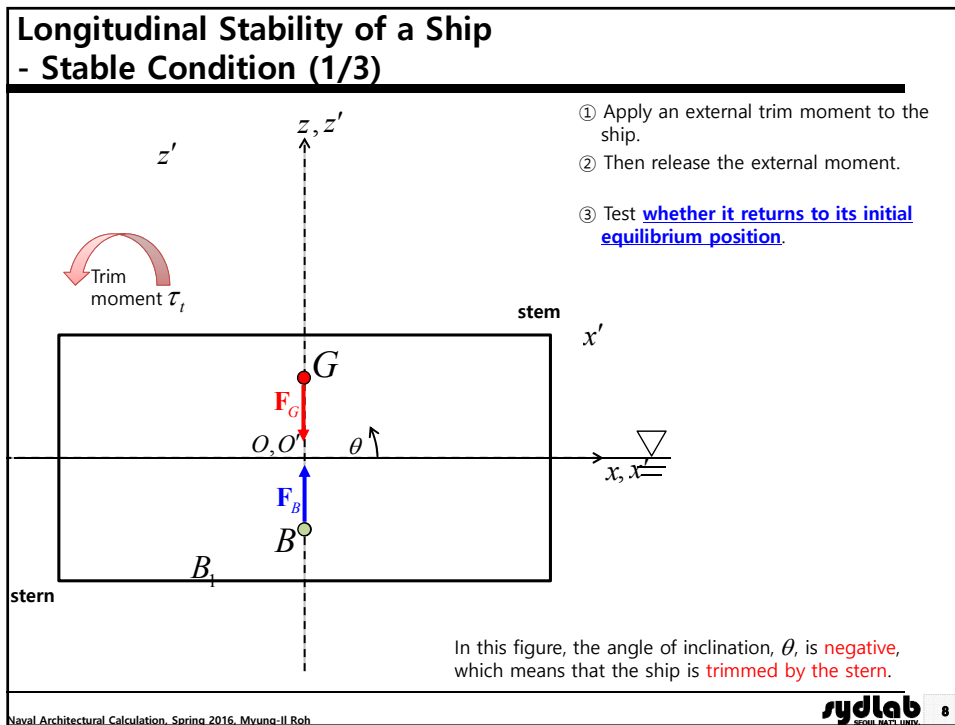 Longitudinal Stability of a Ship
- Stable Condition (1/3)
① Apply an external trim moment to the
ship.
② Then release the external moment.
③ Test whether it returns to its initial
equilibrium position.
z, z′
z′
Trim
moment τₜ
stem
x′
G
F_G
O, O′
θ
x, x′
F_B
B
B₁
stern
In this figure, the angle of inclination, θ, is negative,
which means that the ship is trimmed by the stern.
Naval Architectural Calculation, Spring 2016, Myung-Il Roh
sydlab
SEOUL NAT'L UNIV.
8